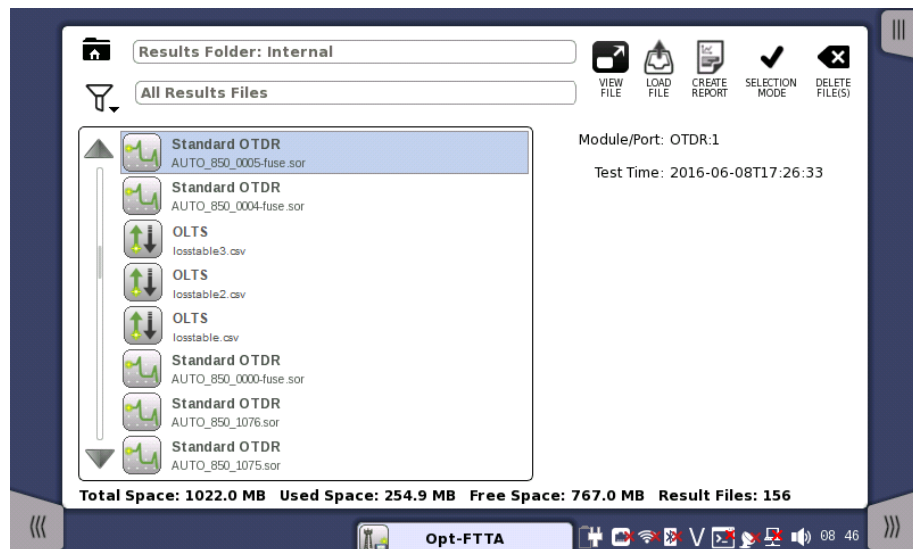 Results Folder: Internal
All Results Files
VIEW FILE
LOAD FILE
CREATE REPORT
SELECTION MODE
DELETE FILE(S)
Standard OTDR
AUTO_850_0005-fuse.sor
Standard OTDR
AUTO_850_0004-fuse.sor
OLTS
losstable3.csv
OLTS
losstable2.csv
OLTS
losstable.csv
Standard OTDR
AUTO_850_0000-fuse.sor
Standard OTDR
AUTO_850_1076.sor
Standard OTDR
AUTO_850_1075.sor
Module/Port: OTDR:1
Test Time: 2016-06-08T17:26:33
Total Space: 1022.0 MB Used Space: 254.9 MB Free Space: 767.0 MB Result Files: 156
Opt-FTTA
V
08 46